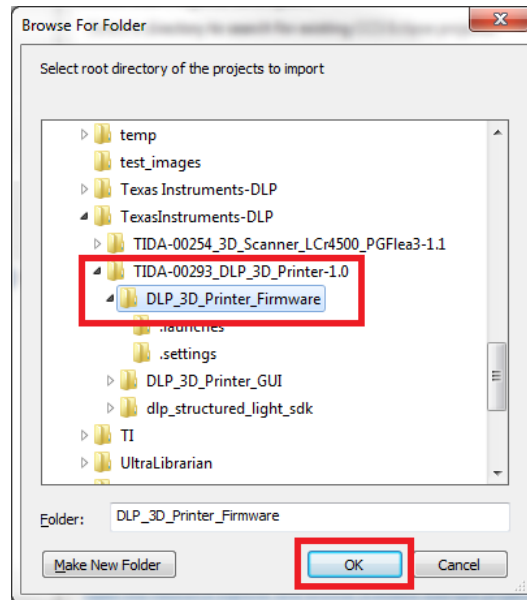 Browse For Folder
Select root directory of the projects to import
temp
test_images
Texas Instruments-DLP
TexasInstruments-DLP
TIDA-00254_3D_Scanner_LCr4500_PGFlea3-1.1
TIDA-00293_DLP_3D_Printer-1.0
DLP_3D_Printer_Firmware
.launches
.settings
DLP_3D_Printer_GUI
dlp_structured_light_sdk
TI
UltraLibrarian
Folder: DLP_3D_Printer_Firmware
Make New Folder OK Cancel